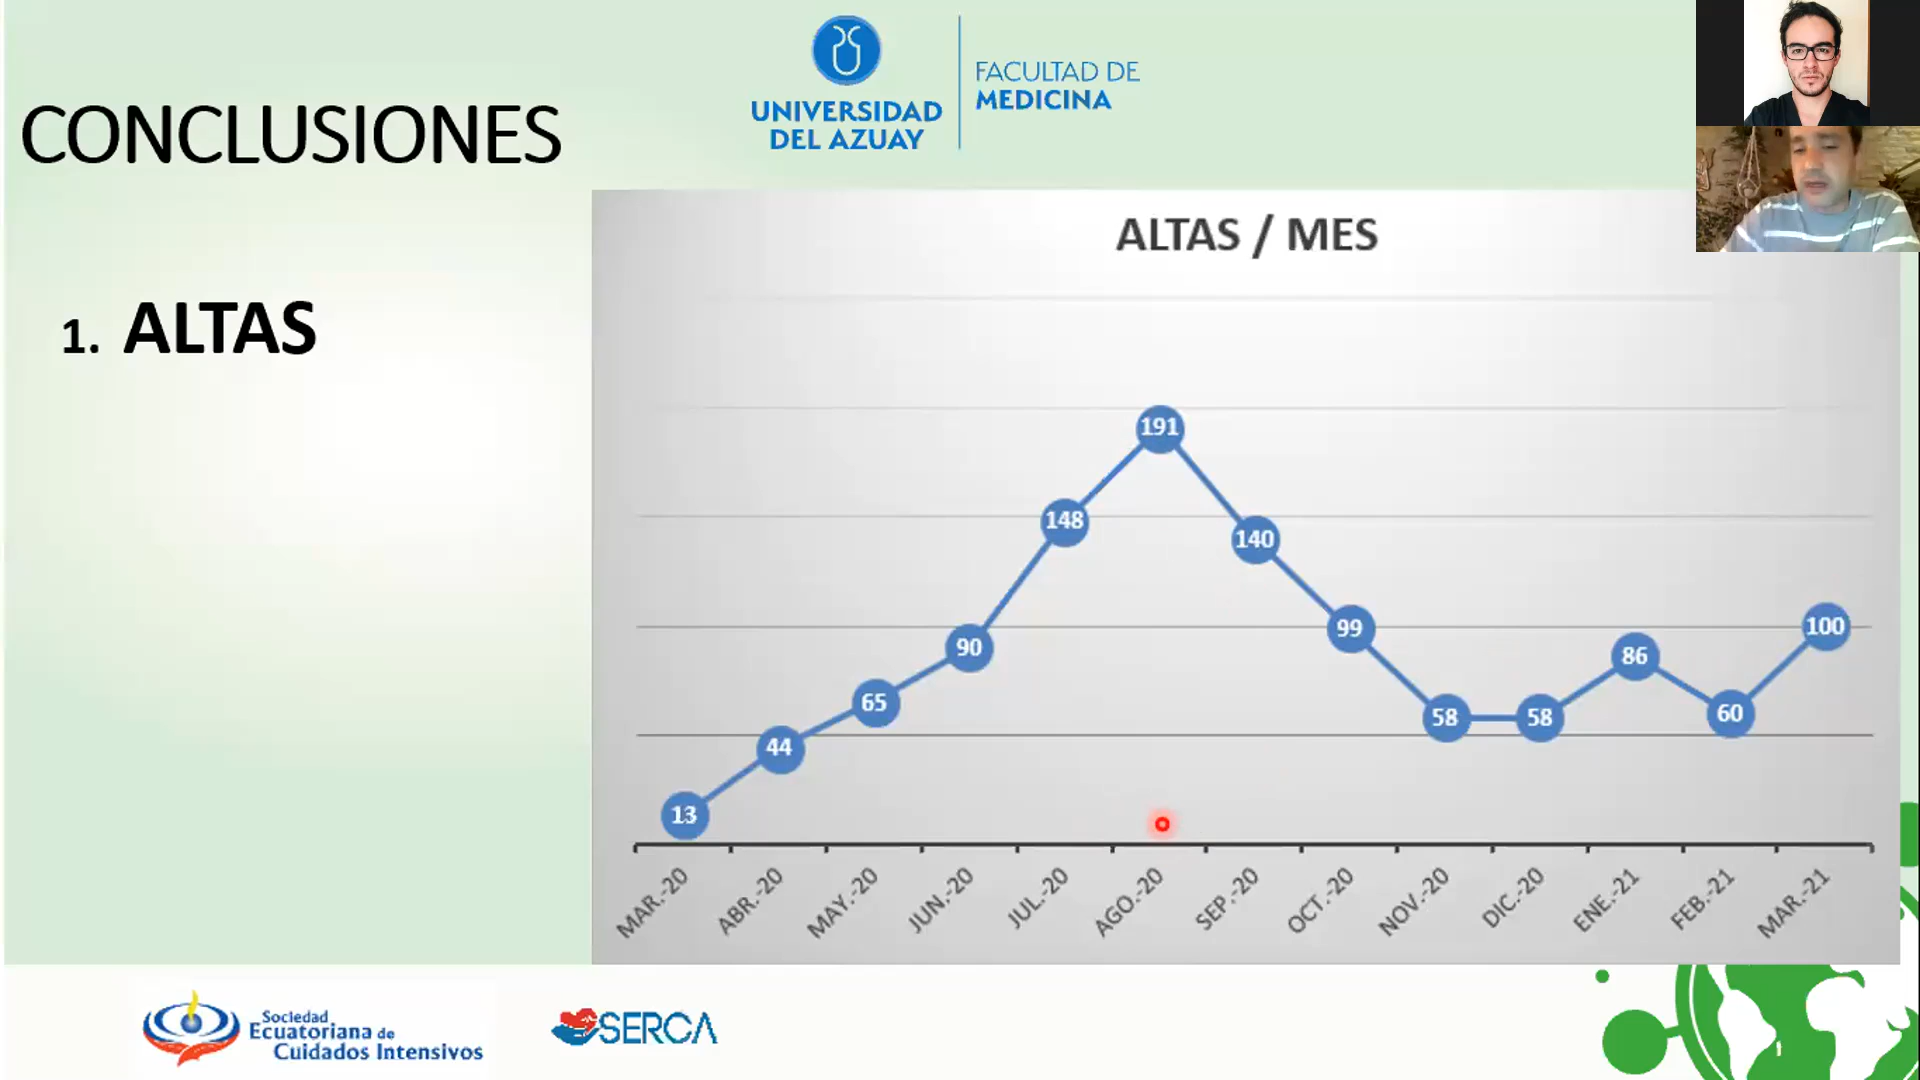 CONCLUSIONES
UNIVERSIDAD
DEL AZUAY
FACULTAD DE
MEDICINA
1. ALTAS
ALTAS / MES
191
148
140
99
100
90
86
65
58
58
60
44
13
MAR.-20
ABR.-20
MAY.-20
JUN.-20
JUL.-20
AGO.-20
SEP.-20
OCT.-20
NOV.-20
DIC.-20
ENE.-21
FEB.-21
MAR.-21
Sociedad
Ecuatoriana de
Cuidados Intensivos
SERCA